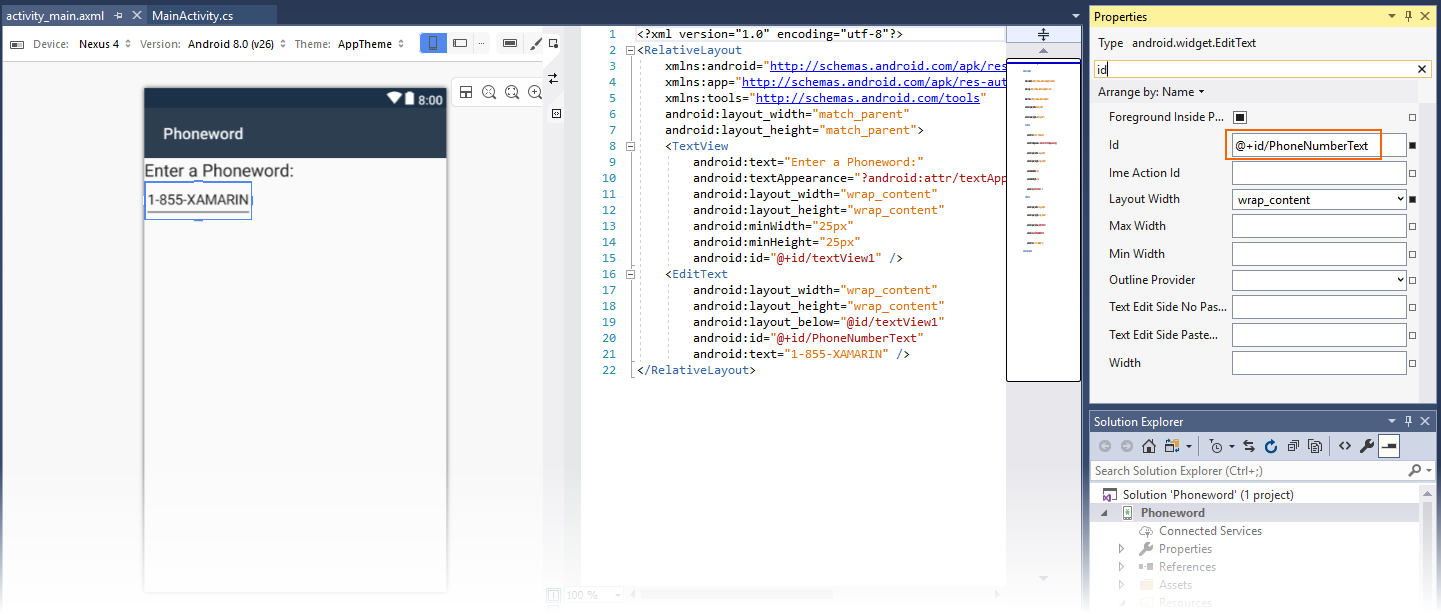 activity_main.axml
MainActivity.cs
Device: Nexus 4 Version: Android 8.0 (v26) Theme: AppTheme
8:00
Phoneword
Enter a Phoneword:
1-855-XAMARIN
1 <?xml version="1.0" encoding="utf-8"?>
2 <RelativeLayout
3 xmlns:android="http://schemas.android.com/apk/res
4 xmlns:app="http://schemas.android.com/apk/res-aut
5 xmlns:tools="http://schemas.android.com/tools"
6 android:layout_width="match_parent"
7 android:layout_height="match_parent">
8 <TextView
9 android:text="Enter a Phoneword:"
10 android:textAppearance="?android:attr/textApp
11 android:layout_width="wrap_content"
12 android:layout_height="wrap_content"
13 android:minWidth="25px"
14 android:minHeight="25px"
15 android:id="@+id/textView1" />
16 <EditText
17 android:layout_width="wrap_content"
18 android:layout_height="wrap_content"
19 android:layout_below="@id/textView1"
20 android:id="@+id/PhoneNumberText"
21 android:text="1-855-XAMARIN" />
22 </RelativeLayout>
100 %
Properties
Type android.widget.EditText
id
Arrange by: Name
Foreground Inside P...
Id @+id/PhoneNumberText
Ime Action Id
Layout Width wrap_content
Max Width
Min Width
Outline Provider
Text Edit Side No Pas...
Text Edit Side Paste...
Width
Solution Explorer
Search Solution Explorer (Ctrl+;)
Solution 'Phoneword' (1 project)
Phoneword
Connected Services
Properties
References
Assets
Resources